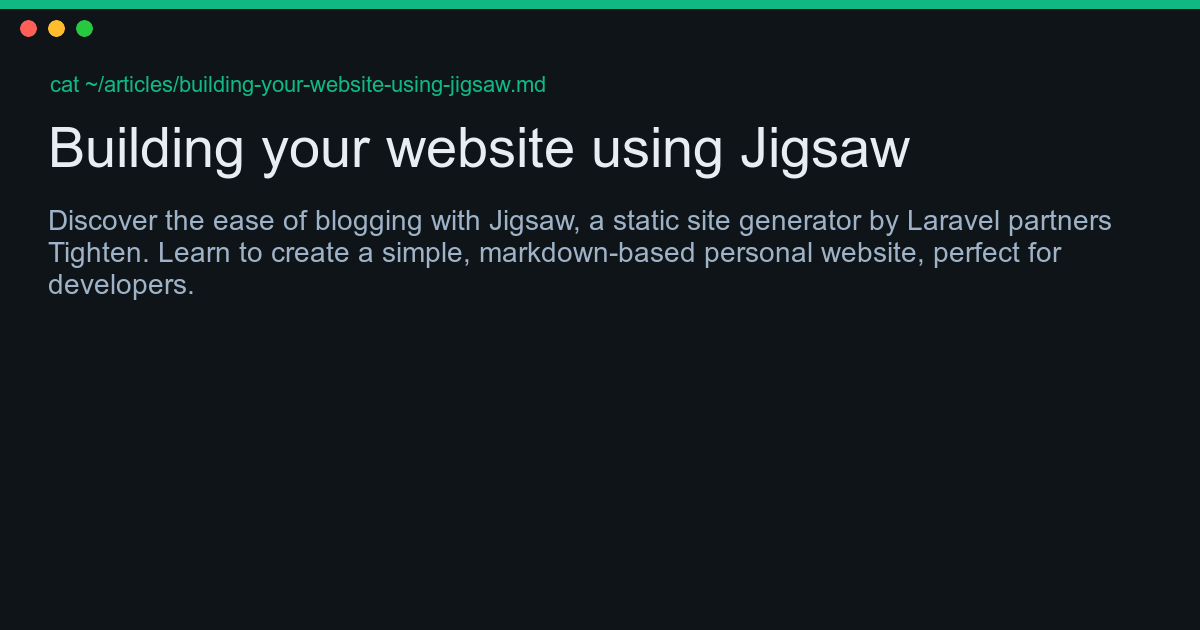 cat ~/articles/building-your-website-using-jigsaw.md
Building your website using Jigsaw
Discover the ease of blogging with Jigsaw, a static site generator by Laravel partners
Tighten. Learn to create a simple, markdown-based personal website, perfect for
developers.